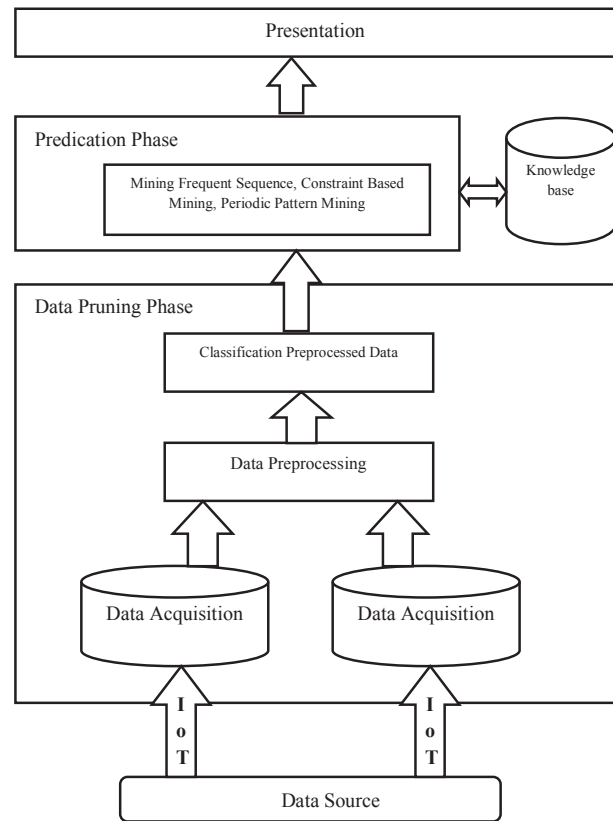 Presentation
Predication Phase
Mining Frequent Sequence, Constraint Based
Mining, Periodic Pattern Mining
Knowledge
base
Data Pruning Phase
Classification Preprocessed Data
Data Preprocessing
Data Acquisition
Data Acquisition
I
o
T
I
o
T
Data Source